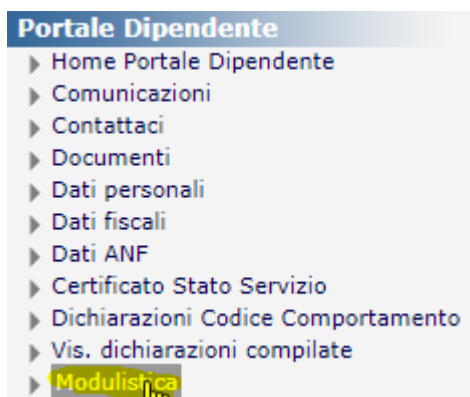 Portale Dipendente
Home Portale Dipendente
Comunicazioni
Contattaci
Documenti
Dati personali
Dati fiscali
Dati ANF
Certificato Stato Servizio
Dichiarazioni Codice Comportamento
Vis. dichiarazioni compilate
Modulistica